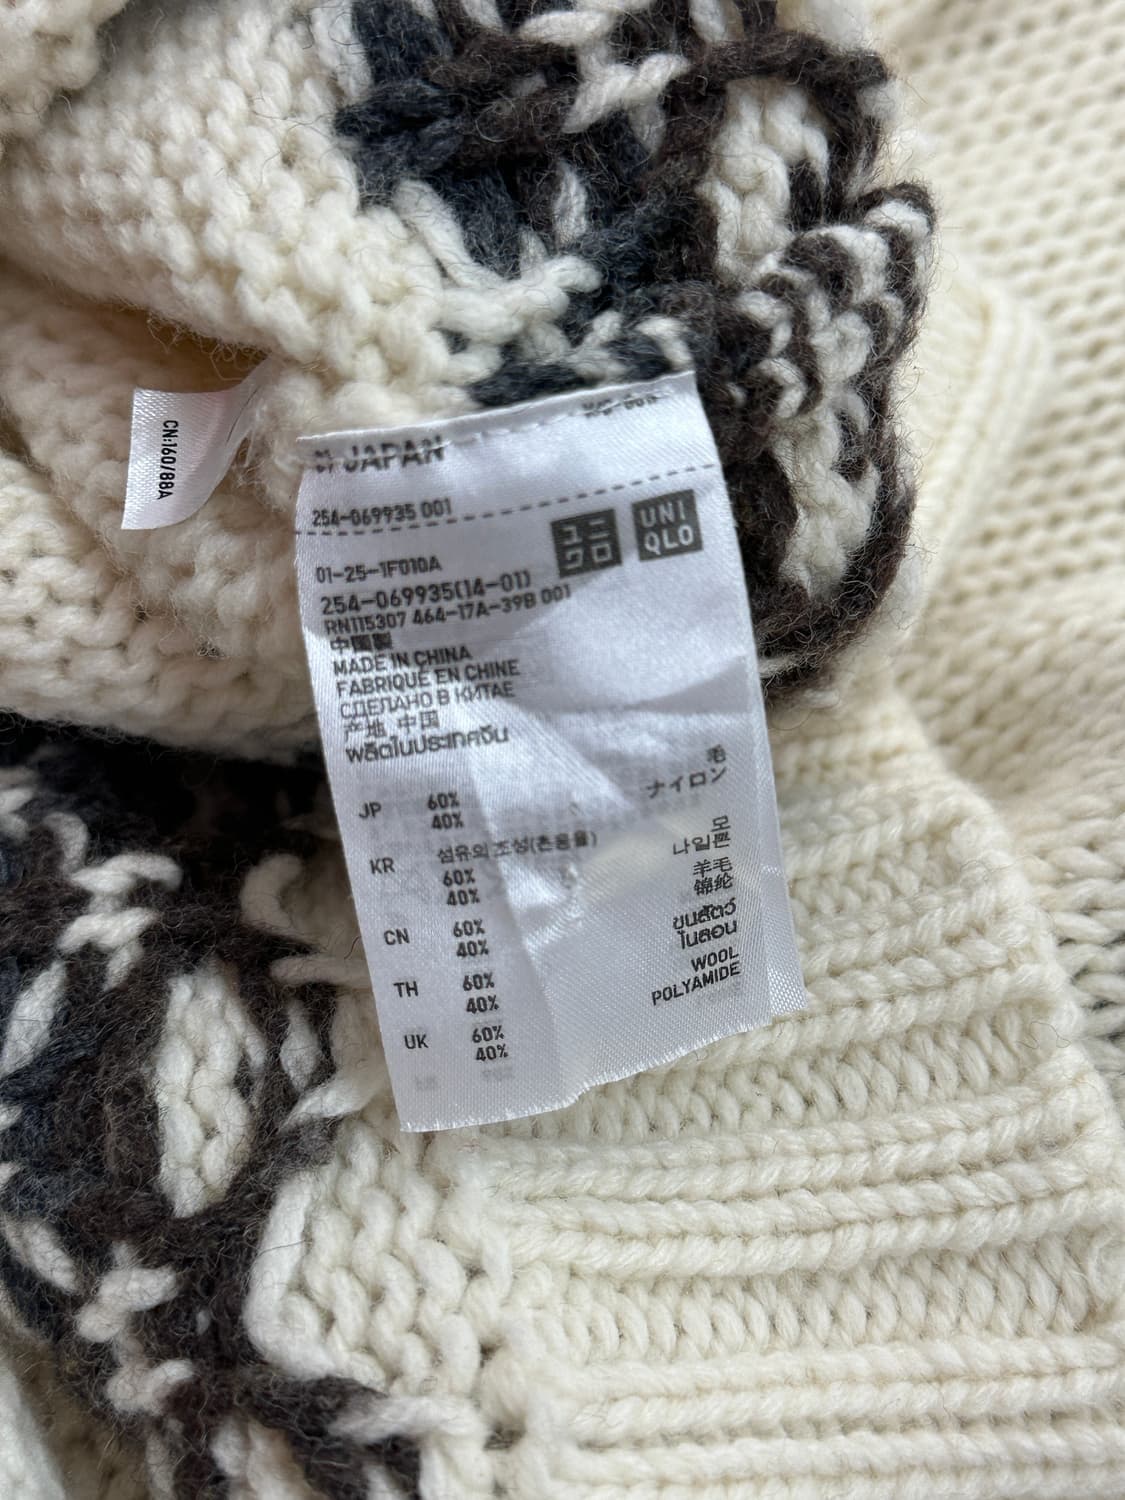 CN:160/88A
JAPAN
254-069935 001
ユニ
クロ
UNI
QLO
01-25-1F010A
254-069935(14-01)
RN115307 464-17A-39B 001
中国製
MADE IN CHINA
FABRIQUÉ EN CHINE
СДЕЛАНО В КИТАЕ
产地 中国
ผลิตในประเทศจีน
JP 60% 毛
40% ナイロン
KR 섬유의 조성(혼용율)
60% 모
40% 나일론
CN 60% 羊毛
40% 锦纶
TH 60% ขนสัตว์
40% ไนลอน
UK 60% WOOL
40% POLYAMIDE